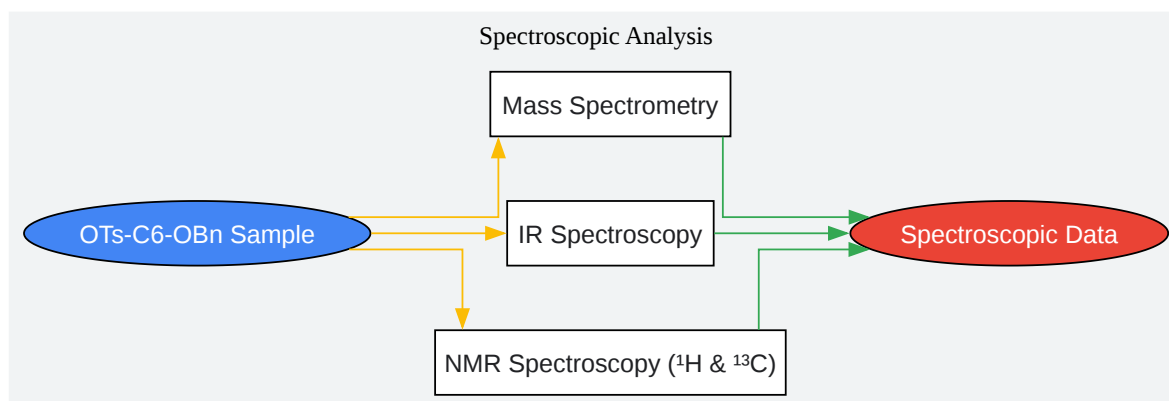 Spectroscopic Analysis
Mass Spectrometry
OTs-C6-OBn Sample
IR Spectroscopy
Spectroscopic Data
NMR Spectroscopy (¹H & ¹³C)